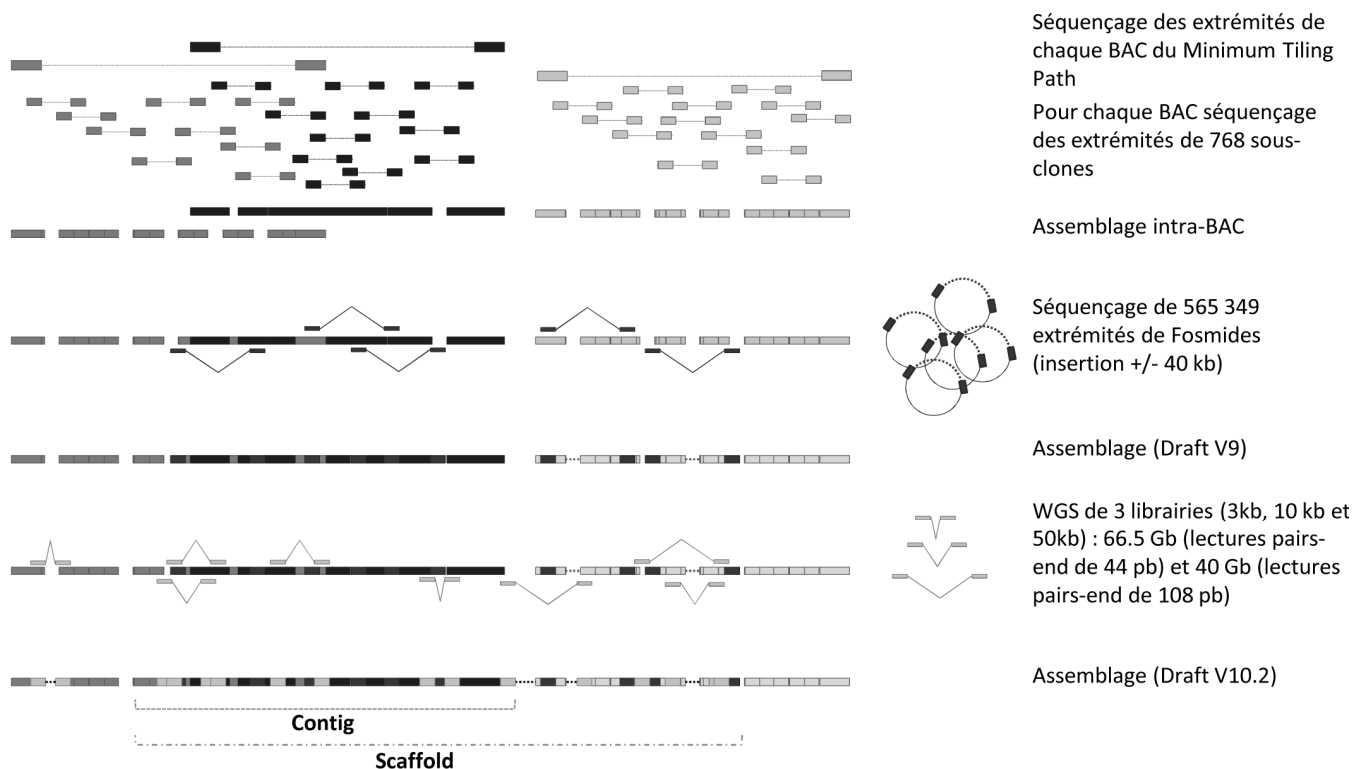 Séquençage des extrémités de
chaque BAC du Minimum Tiling
Path
Pour chaque BAC séquençage
des extrémités de 768 sous-
clones
Assemblage intra-BAC
Séquençage de 565 349
extrémités de Fosmides
(insertion +/- 40 kb)
Assemblage (Draft V9)
WGS de 3 librairies (3kb, 10 kb et
50kb) : 66.5 Gb (lectures pairs-
end de 44 pb) et 40 Gb (lectures
pairs-end de 108 pb)
Assemblage (Draft V10.2)
Contig
Scaffold